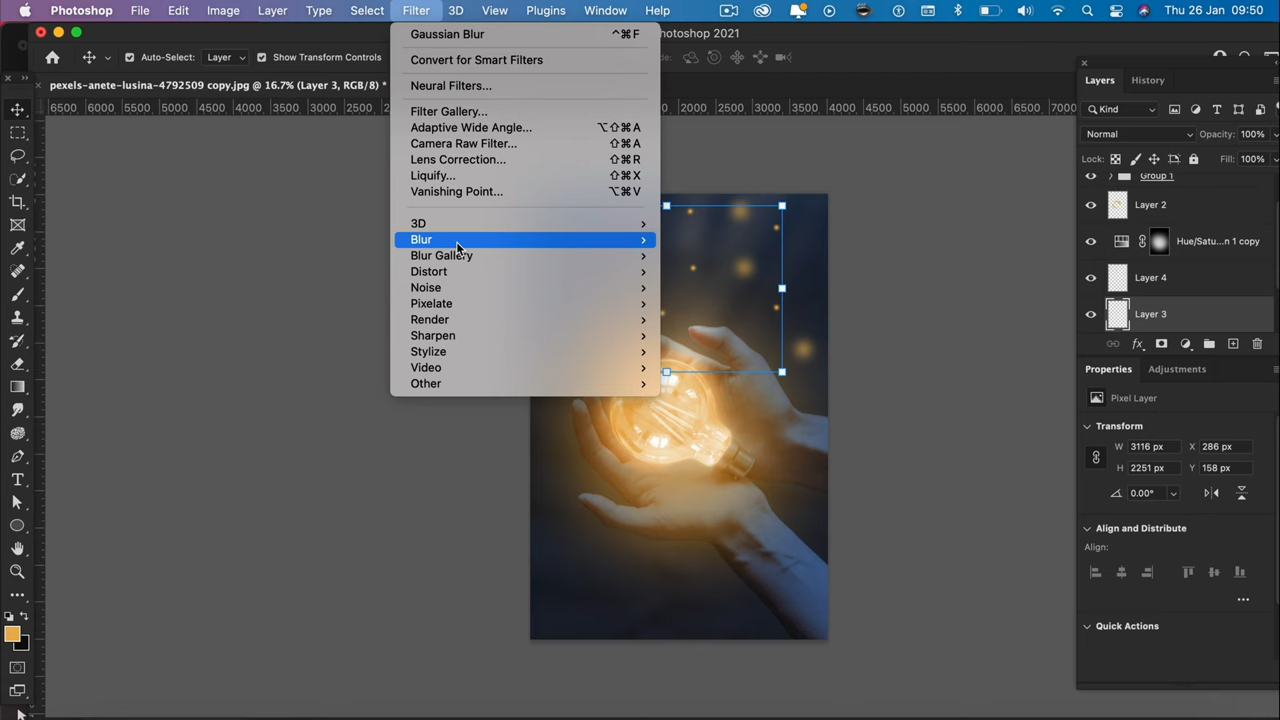 Photoshop File Edit Image Layer Type Select Filter 3D View Plugins Window Help Thu 26 Jan 09:50
Photoshop 2021
Auto-Select: Layer Show Transform Controls
pexels-anete-lusina-4792509 copy.jpg @ 16.7% (Layer 3, RGB/8) *
6500 6000 5500 5000 4500 4000 3500 3000 2500 2000 3000 3500 4000 4500 5000 5500 6000 6500 7000
Gaussian Blur ^⌘F
Convert for Smart Filters
Neural Filters...
Filter Gallery...
Adaptive Wide Angle... ⌥⇧⌘A
Camera Raw Filter... ⇧⌘A
Lens Correction... ⇧⌘R
Liquify... ⇧⌘X
Vanishing Point... ⌥⌘V
3D
Blur
Blur Gallery
Distort
Noise
Pixelate
Render
Sharpen
Stylize
Video
Other
Layers History
Kind
Normal Opacity: 100%
Lock: Fill: 100%
Group 1
Layer 2
Hue/Satu...n 1 copy
Layer 4
Layer 3
fx
Properties Adjustments
Pixel Layer
Transform
W 3116 px X 286 px
H 2251 px Y 158 px
0.00°
Align and Distribute
Align:
Quick Actions